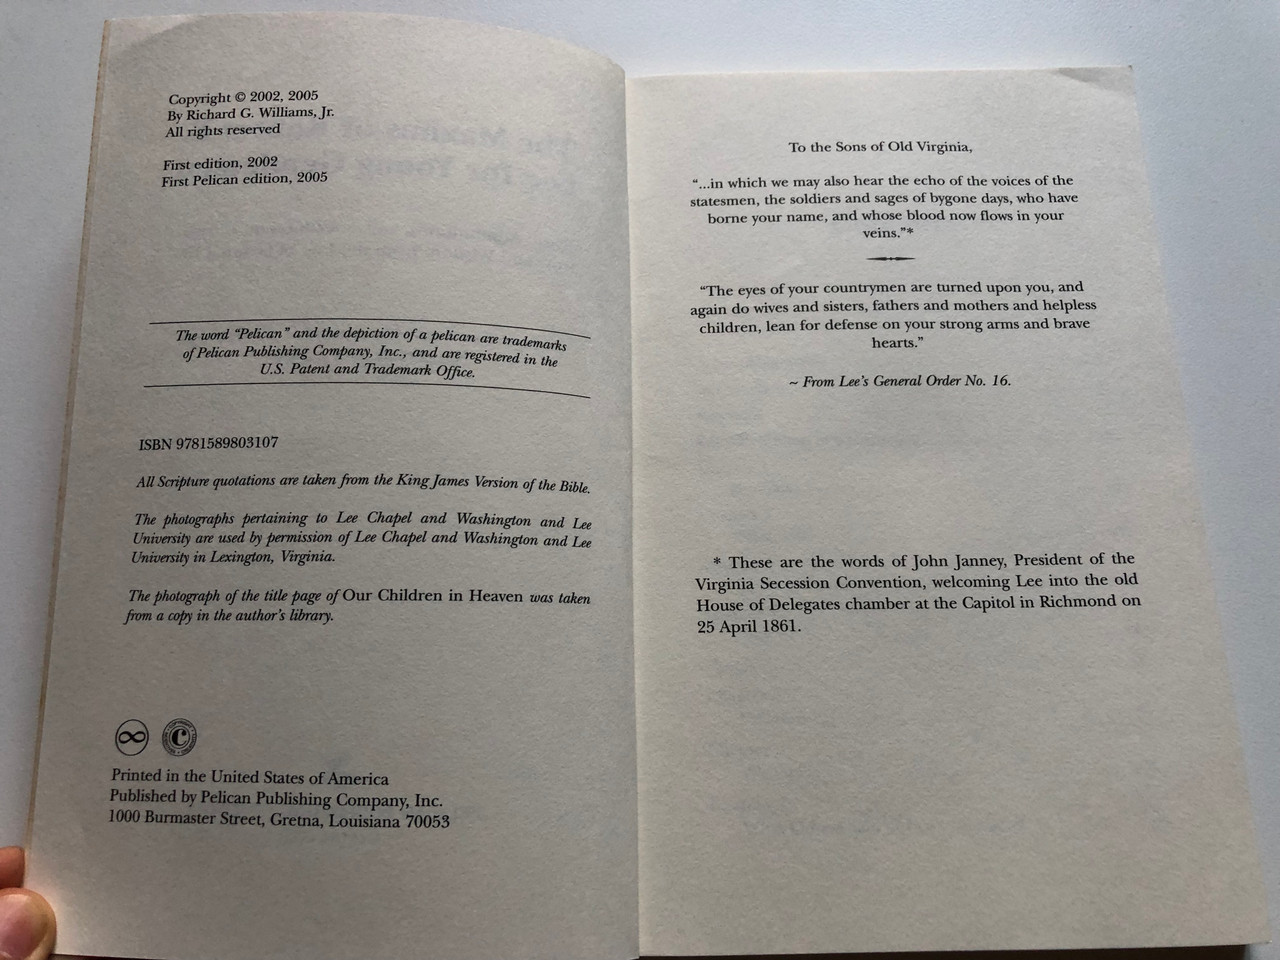 Copyright © 2002, 2005
By Richard G. Williams, Jr.
All rights reserved
First edition, 2002
First Pelican edition, 2005
The word “Pelican” and the depiction of a pelican are trademarks
of Pelican Publishing Company, Inc., and are registered in the
U.S. Patent and Trademark Office.
ISBN 9781589803107
All Scripture quotations are taken from the King James Version of the Bible.
The photographs pertaining to Lee Chapel and Washington and Lee
University are used by permission of Lee Chapel and Washington and Lee
University in Lexington, Virginia.
The photograph of the title page of Our Children in Heaven was taken
from a copy in the author’s library.
Printed in the United States of America
Published by Pelican Publishing Company, Inc.
1000 Burmaster Street, Gretna, Louisiana 70053
To the Sons of Old Virginia,
“...in which we may also hear the echo of the voices of the
statesmen, the soldiers and sages of bygone days, who have
borne your name, and whose blood now flows in your
veins.”*
“The eyes of your countrymen are turned upon you, and
again do wives and sisters, fathers and mothers and helpless
children, lean for defense on your strong arms and brave
hearts.”
~ From Lee’s General Order No. 16.
* These are the words of John Janney, President of the
Virginia Secession Convention, welcoming Lee into the old
House of Delegates chamber at the Capitol in Richmond on
25 April 1861.